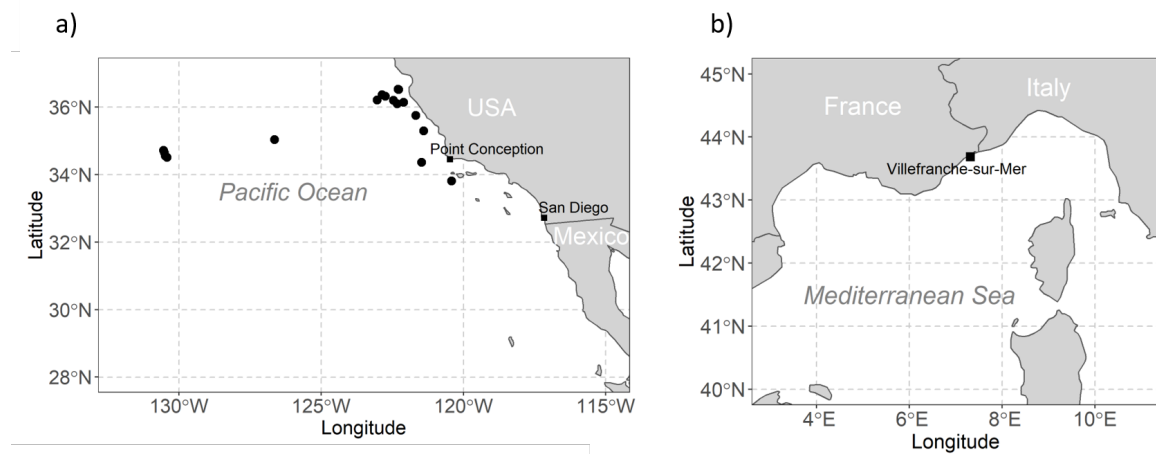 a)
36°N
34°N
32°N
30°N
28°N
Latitude
130°W
125°W
120°W
115°W
Longitude
USA
Point Conception
Pacific Ocean
San Diego
Mexico
b)
45°N
44°N
43°N
42°N
41°N
40°N
Latitude
4°E
6°E
8°E
10°E
Longitude
Italy
France
Villefranche-sur-Mer
Mediterranean Sea